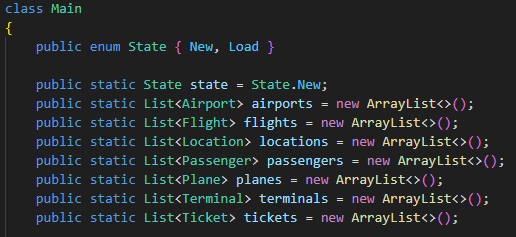 class Main
{
    public enum State { New, Load }

    public static State state = State.New;
    public static List<Airport> airports = new ArrayList<>();
    public static List<Flight> flights = new ArrayList<>();
    public static List<Location> locations = new ArrayList<>();
    public static List<Passenger> passengers = new ArrayList<>();
    public static List<Plane> planes = new ArrayList<>();
    public static List<Terminal> terminals = new ArrayList<>();
    public static List<Ticket> tickets = new ArrayList<>();